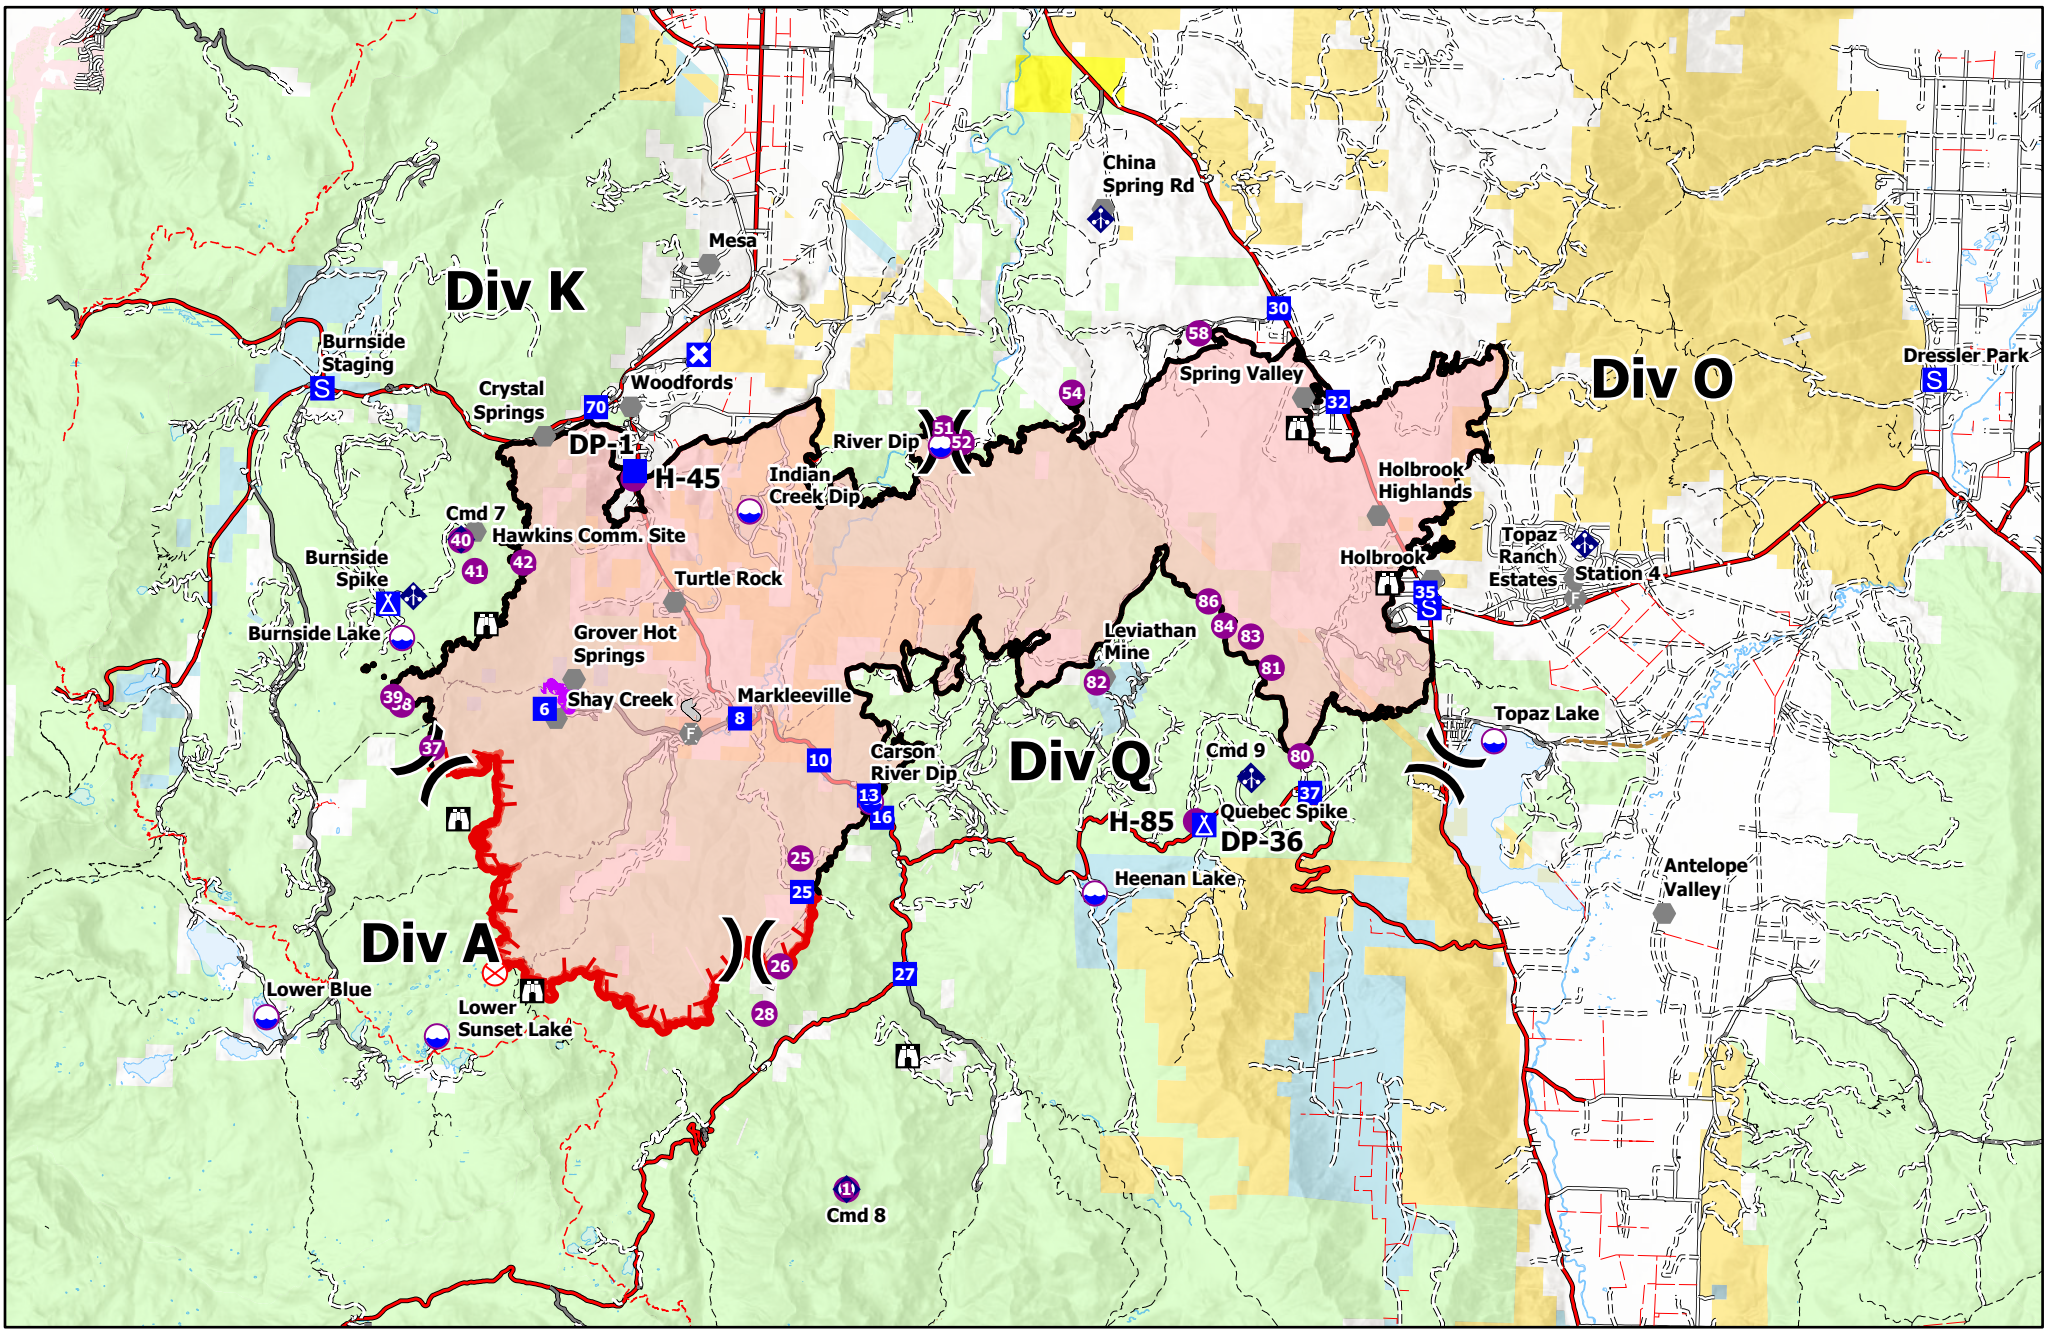 China
Spring Rd
Mesa
Div K
30
58
Burnside
Staging
S
Spring Valley
Dressler Park
S
Div O
Crystal
Springs
Woodfords
70
54
32
DP-1
River Dip
51
52
H-45
Indian
Creek Dip
Holbrook
Highlands
Cmd 7
40
Hawkins Comm. Site
41
42
Burnside
Spike
Topaz
Ranch
Estates
Station 4
F
Holbrook
35
S
Turtle Rock
86
84
83
81
Burnside Lake
Grover Hot
Springs
Leviathan
Mine
82
39
38
6
Shay Creek
Markleeville
8
F
Topaz Lake
37
10
Carson
River Dip
13
16
Div Q
Cmd 9
80
37
H-85
Quebec Spike
DP-36
25
25
Heenan Lake
Antelope
Valley
Div A
26
27
Lower Blue
28
Lower
Sunset Lake
Cmd 8